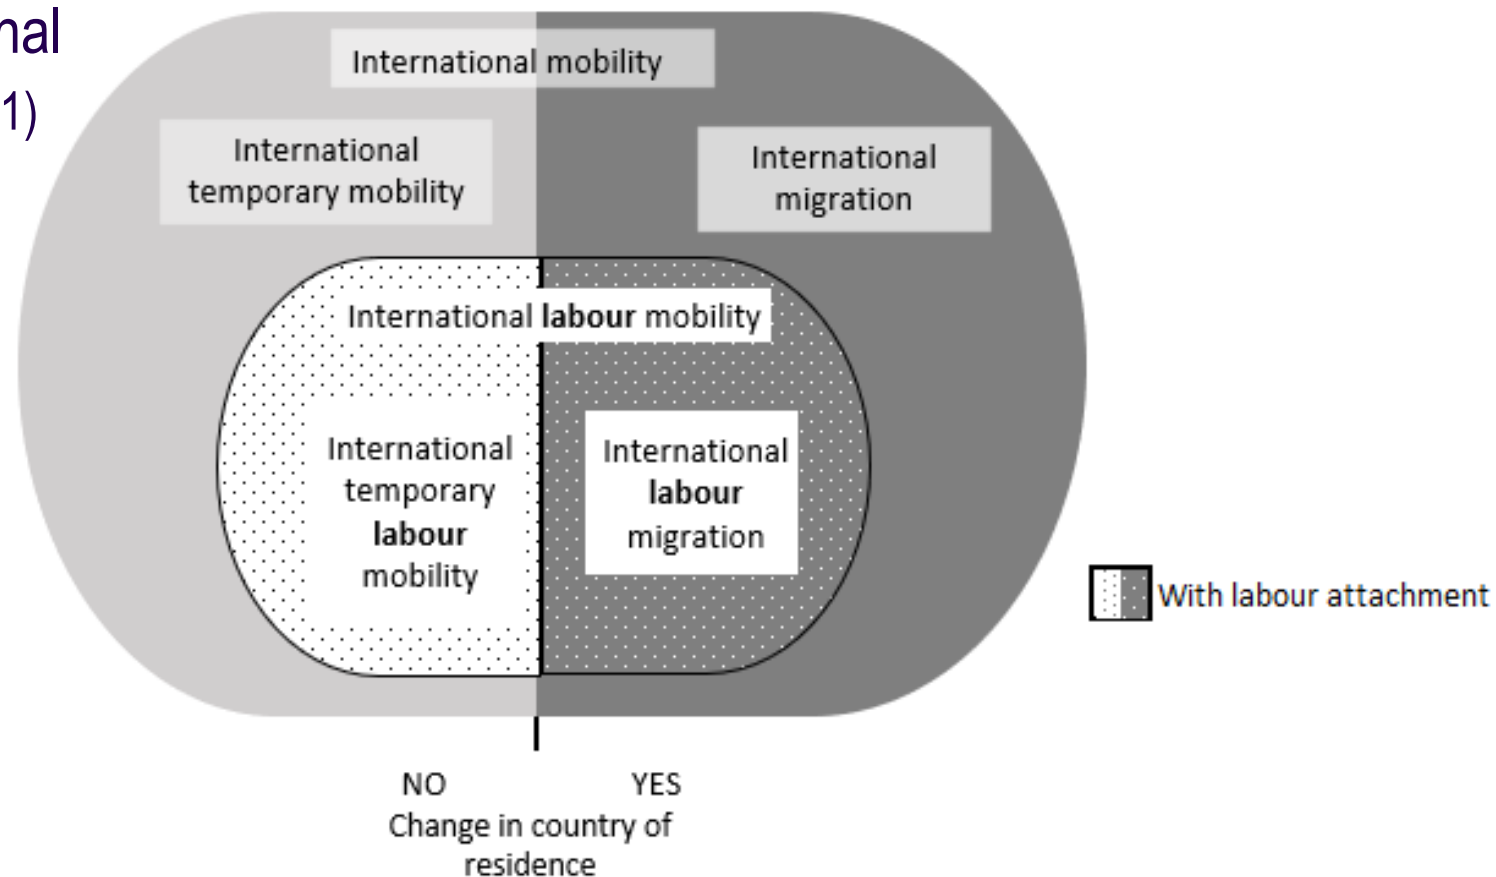 nal
1)
International mobility
International
temporary mobility
International
migration
International labour mobility
International
temporary
labour
mobility
International
labour
migration
With labour attachment
NO YES
Change in country of
residence